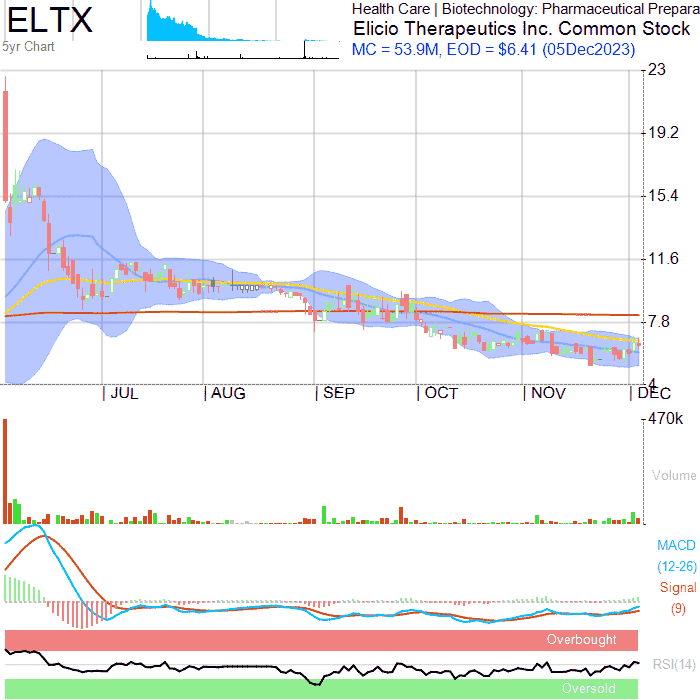 ELTX
5yr Chart
Health Care | Biotechnology: Pharmaceutical Prepara
Elicio Therapeutics Inc. Common Stock
MC = 53.9M, EOD = $6.41 (05Dec2023)
23
19.2
15.4
11.6
7.8
4
JUL AUG SEP OCT NOV DEC
470k
Volume
MACD
(12-26)
Signal
(9)
Overbought
RSI(14)
Oversold